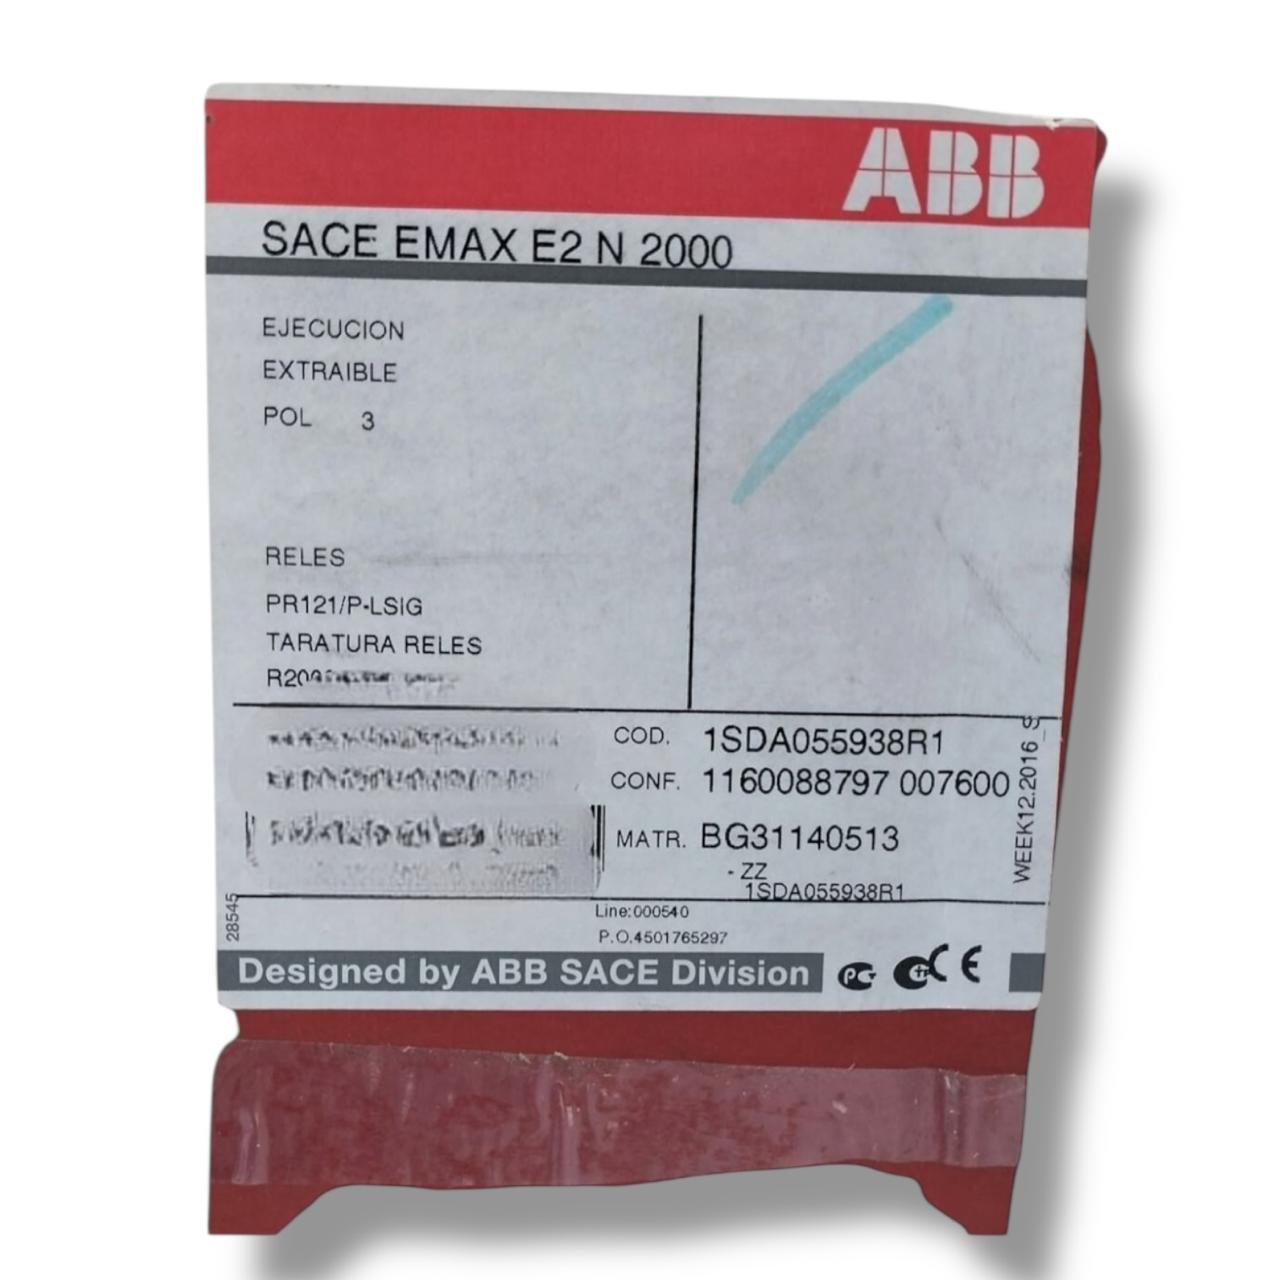 ABB
SACE EMAX E2 N 2000
EJECUCION
EXTRAIBLE
POL 3
RELES
PR121/P-LSIG
TARATURA RELES
COD. 1SDA055938R1
CONF. 1160088797 007600
MATR. BG31140513
- ZZ
1SDA055938R1
WEEK12.2016_S
28545
Line:000540
P.O.4501765297
Designed by ABB SACE Division
CE